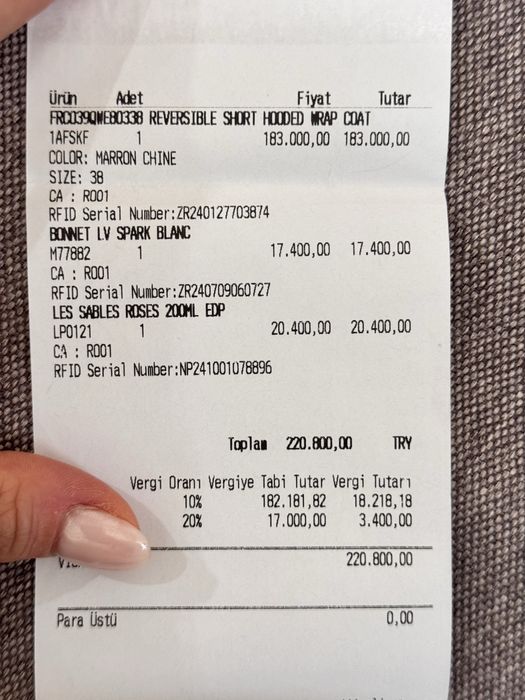 Ürün Adet Fiyat Tutar
FRC039QWE80338 REVERSIBLE SHORT HOODED WRAP COAT
1AFSKF 1 183.000,00 183.000,00
COLOR: MARRON CHINE
SIZE: 38
CA : R001
RFID Serial Number:ZR240127703874
BONNET LV SPARK BLANC
M77882 1 17.400,00 17.400,00
CA : R001
RFID Serial Number:ZR240709060727
LES SABLES ROSES 200ML EDP
LP0121 1 20.400,00 20.400,00
CA : R001
RFID Serial Number:NP241001078896
Toplam 220.800,00 TRY
Vergi Oranı Vergiye Tabi Tutar Vergi Tutarı
10% 182.181,82 18.218,18
20% 17.000,00 3.400,00
220.800,00
Para Üstü 0,00